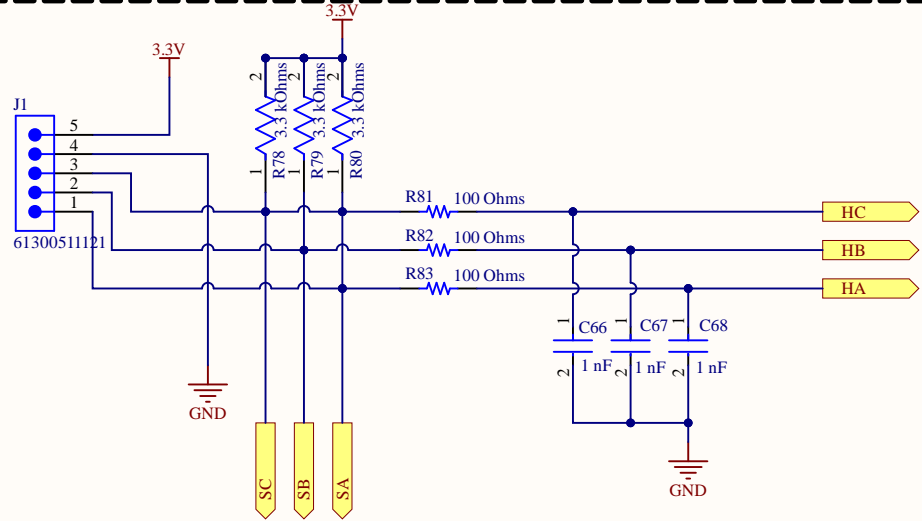 3.3V
3.3V
J1
5
4
3
2
1
61300511121
2
2
2
3.3 kOhms
3.3 kOhms
3.3 kOhms
R78
R79
R80
1
1
1
R81
100 Ohms
HC
R82
100 Ohms
HB
R83
100 Ohms
HA
1
C66
1
C67
1
C68
2
1 nF
2
1 nF
2
1 nF
GND
SC
SB
SA
GND